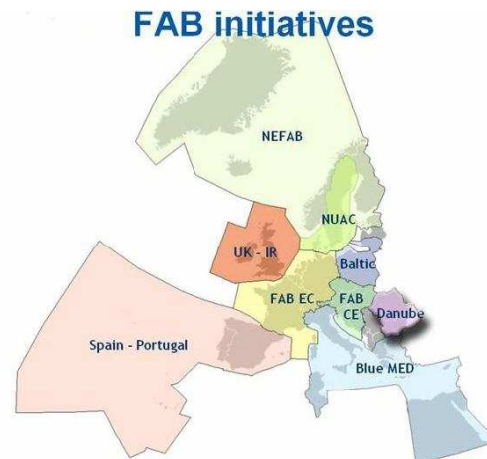 FAB initiatives
NEFAB
NUAC
UK - IR
Baltic
FAB EC
FAB
CE
Danube
Spain - Portugal
Blue MED